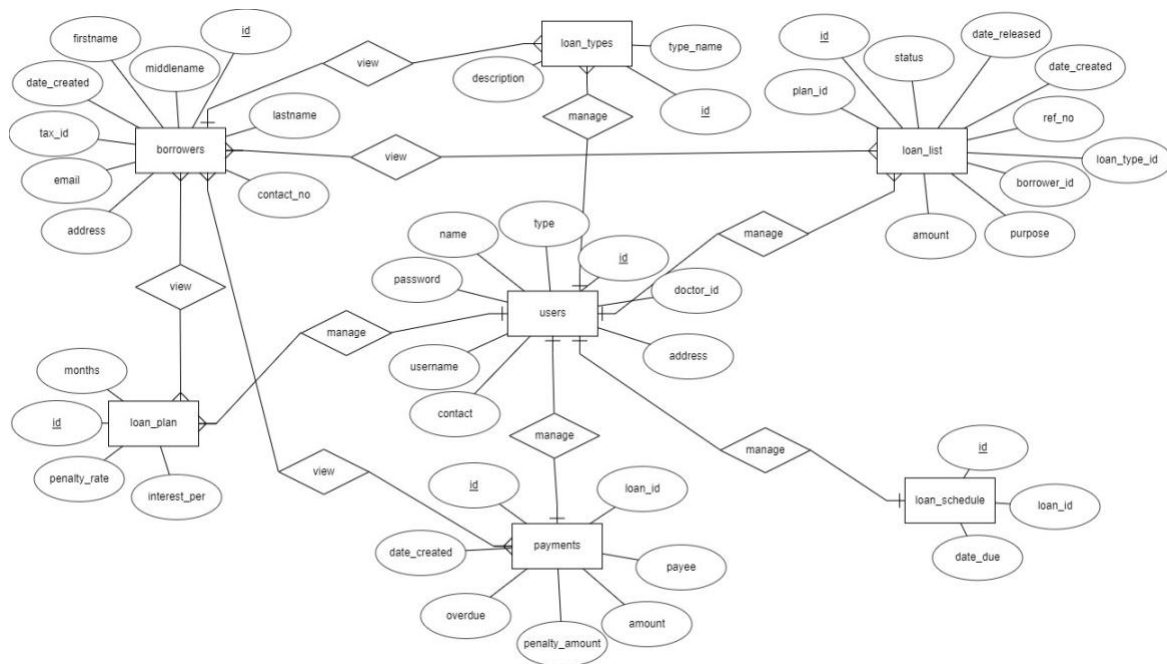 id
firstname
middlename
date_created
lastname
tax_id
borrowers
email
contact_no
address
view
loan_types
type_name
description
id
manage
view
id
status
date_released
date_created
plan_id
ref_no
loan_list
loan_type_id
borrower_id
amount
purpose
manage
view
name
type
id
password
doctor_id
users
username
address
contact
manage
months
id
loan_plan
penalty_rate
interest_per
manage
view
id
loan_id
date_created
payments
payee
overdue
penalty_amount
amount
manage
id
loan_schedule
loan_id
date_due